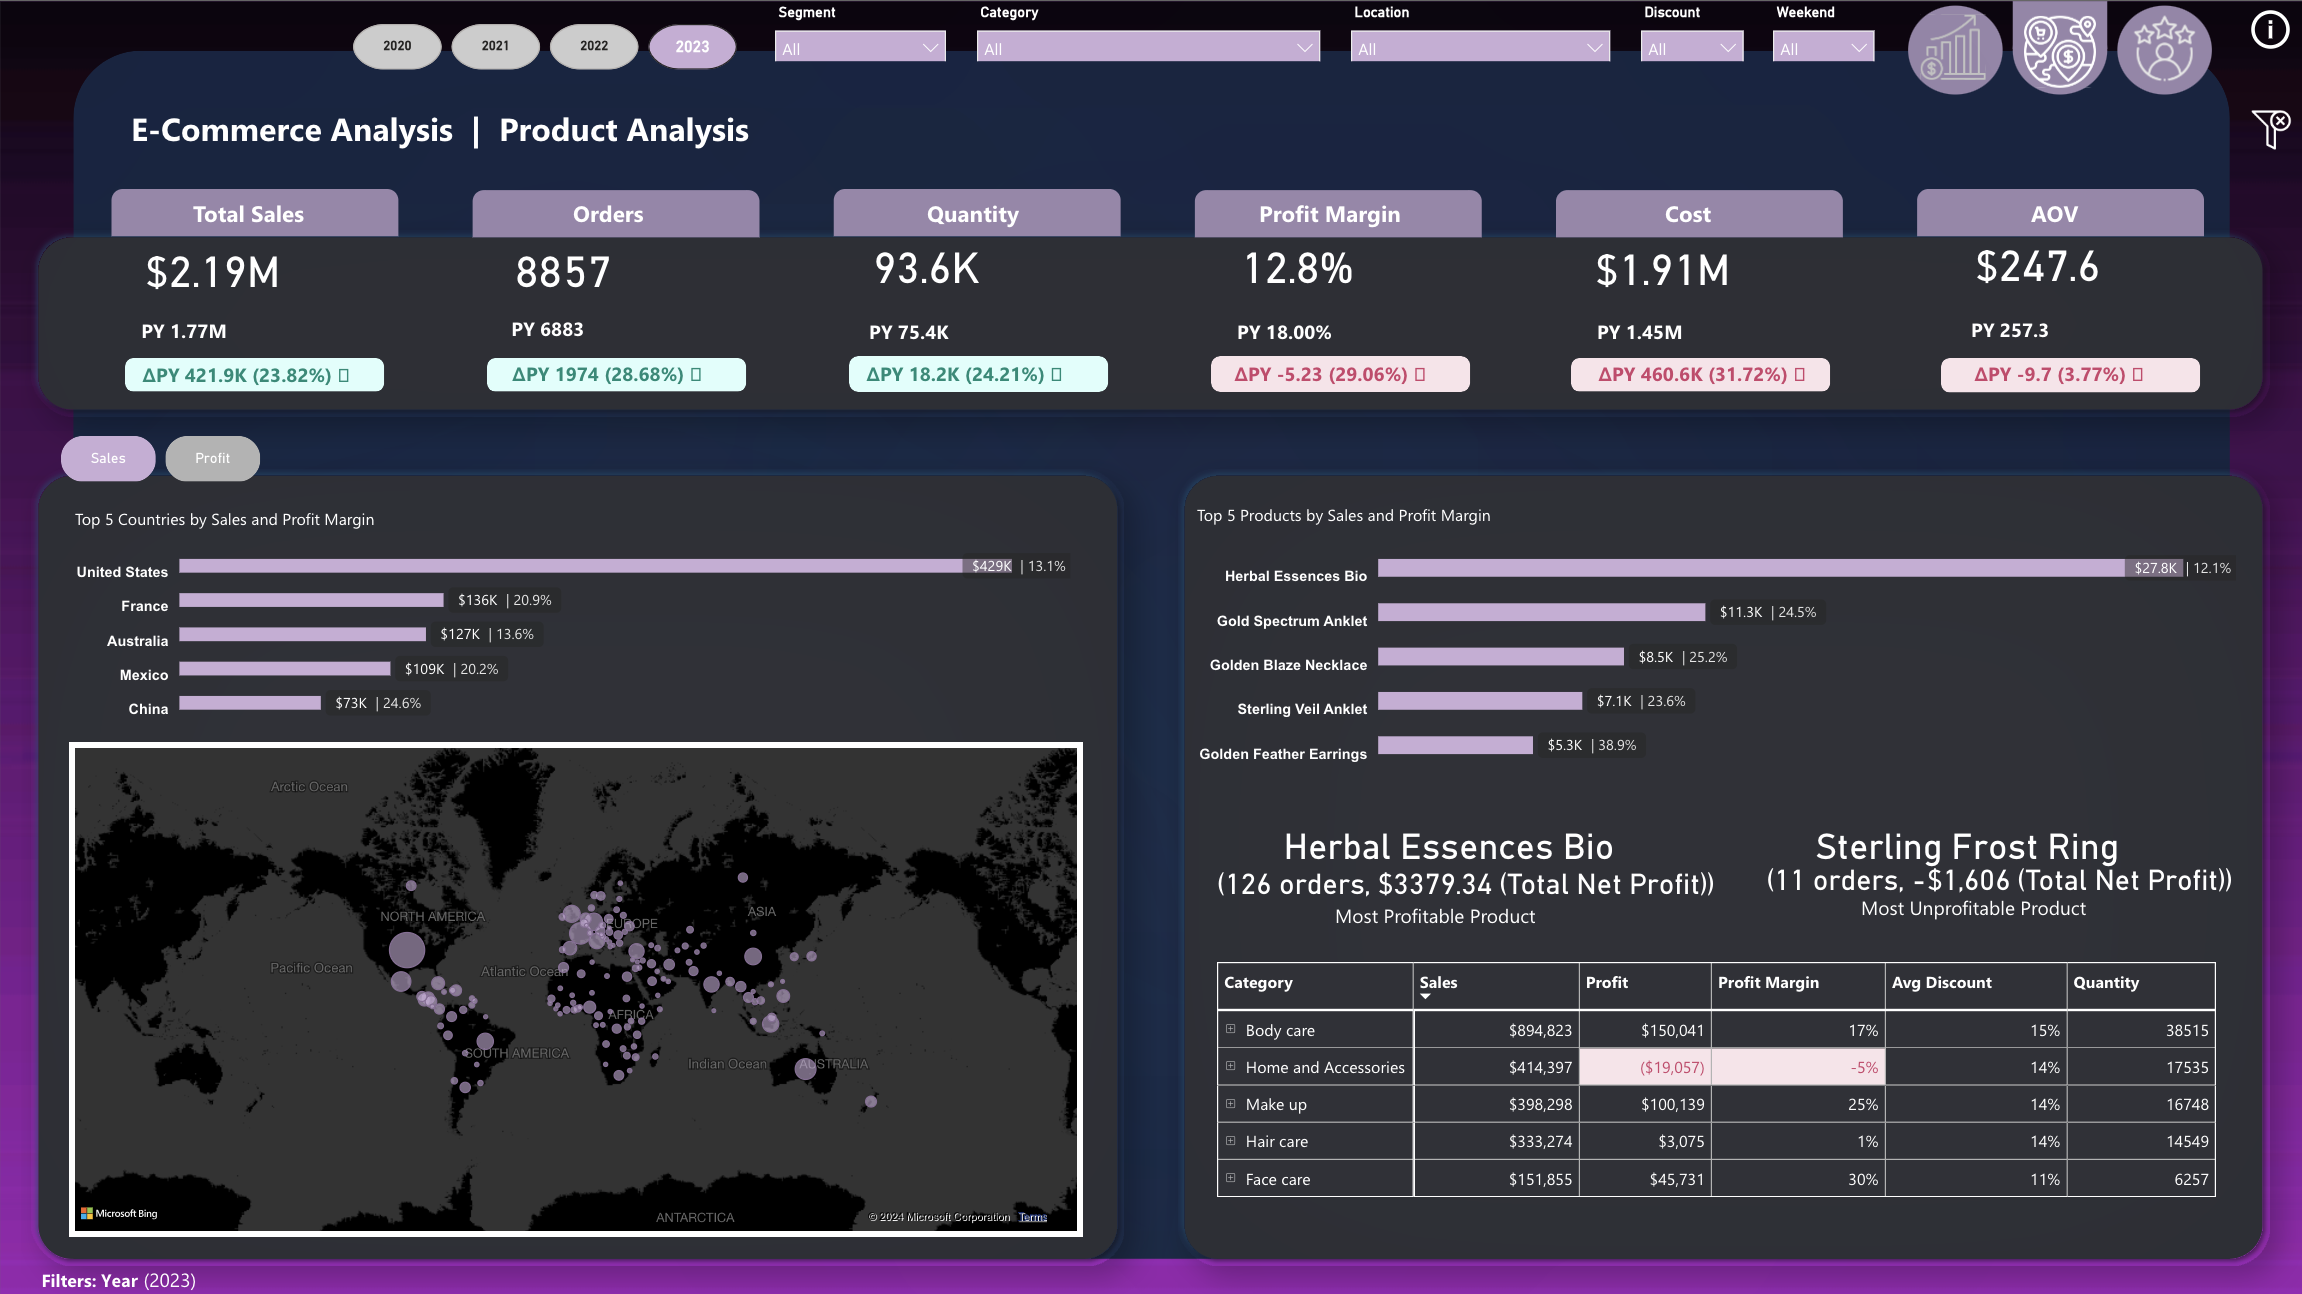 Segment Category Location Discount Weekend
2020 2021 2022 2023 All All All All All
E-Commerce Analysis | Product Analysis
Total Sales Orders Quantity Profit Margin Cost AOV
$2.19M 8857 93.6K 12.8% $1.91M $247.6
PY 1.77M PY 6883 PY 75.4K PY 18.00% PY 1.45M PY 257.3
ΔPY 421.9K (23.82%) ΔPY 1974 (28.68%) ΔPY 18.2K (24.21%) ΔPY -5.23 (29.06%) ΔPY 460.6K (31.72%) ΔPY -9.7 (3.77%)
Sales Profit
Top 5 Countries by Sales and Profit Margin
United States $429K | 13.1%
France $136K | 20.9%
Australia $127K | 13.6%
Mexico $109K | 20.2%
China $73K | 24.6%
Arctic Ocean
NORTH AMERICA EUROPE ASIA
Pacific Ocean Atlantic Ocean
AFRICA
SOUTH AMERICA Indian Ocean AUSTRALIA
ANTARCTICA
Microsoft Bing © 2024 Microsoft Corporation Terms
Top 5 Products by Sales and Profit Margin
Herbal Essences Bio $27.8K | 12.1%
Gold Spectrum Anklet $11.3K | 24.5%
Golden Blaze Necklace $8.5K | 25.2%
Sterling Veil Anklet $7.1K | 23.6%
Golden Feather Earrings $5.3K | 38.9%
Herbal Essences Bio
(126 orders, $3379.34 (Total Net Profit))
Most Profitable Product
Sterling Frost Ring
(11 orders, -$1,606 (Total Net Profit))
Most Unprofitable Product
Category Sales Profit Profit Margin Avg Discount Quantity
Body care $894,823 $150,041 17% 15% 38515
Home and Accessories $414,397 ($19,057) -5% 14% 17535
Make up $398,298 $100,139 25% 14% 16748
Hair care $333,274 $3,075 1% 14% 14549
Face care $151,855 $45,731 30% 11% 6257
Filters: Year (2023)